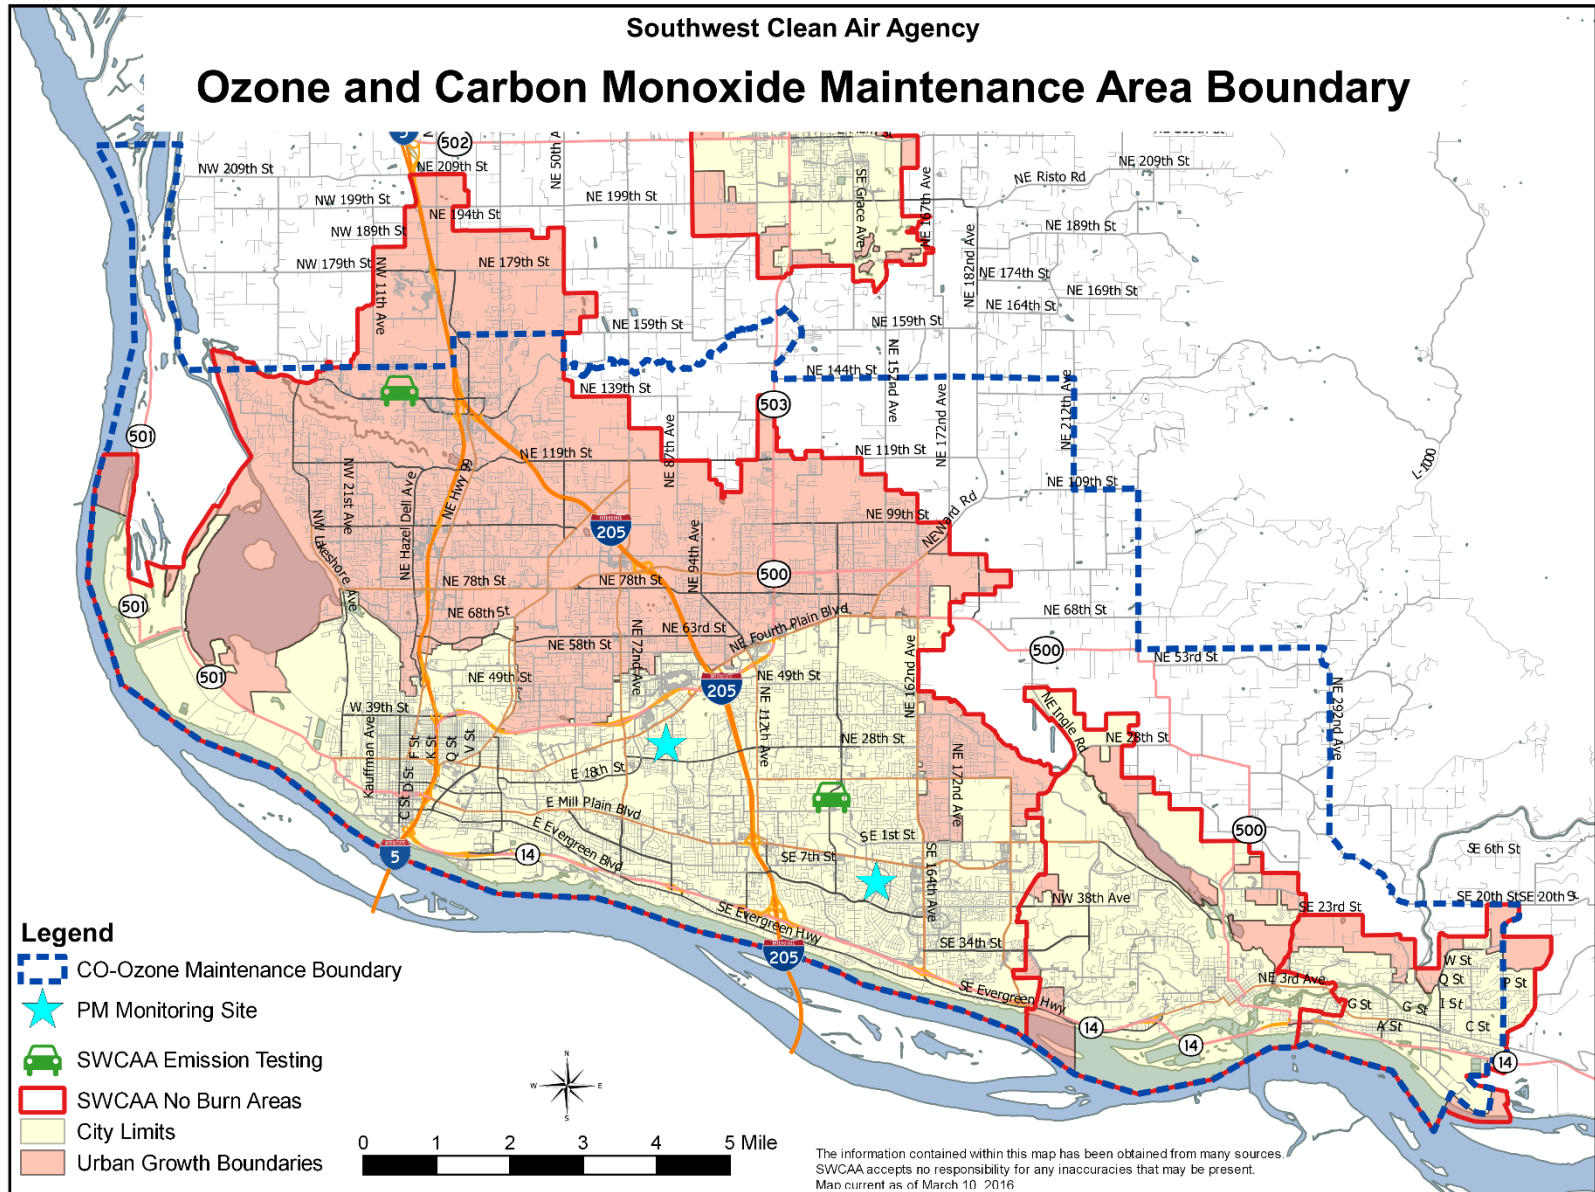 Southwest Clean Air Agency
Ozone and Carbon Monoxide Maintenance Area Boundary
5
502
NE 50th A
NW 209th St
NE 209th St
NE 209th St
NE Risto Rd
NW 199th St
NE 199th St
SE Grace Ave
NE 167th Ave
NE 194th St
NW 189th St
NE 189th St
NE 182nd Ave
NW 179th St
NE 179th St
NW 11th Ave
NE 174th St
NE 169th St
NE 164th St
NE 159th St
NE 159th St
NE 144th St
NE 152nd Ave
NE 139th St
NE 172nd Ave
NE 212th Ave
503
501
NE 87th Ave
NE 119th St
NE 119th St
NE Hwy 99
NW 21st Ave
NE Hazel Dell Ave
L-1000
NE 109th St
NE 99th St
NE Ward Rd
205
NW Lakeshore Ave
NE 94th Ave
NE 78th St
NE 78th St
500
501
NE 68th St
NE 68th St
NE Fourth Plain Blvd
NE 63rd St
NE 58th St
NE 72nd Ave
500
NE 53rd St
501
NE 49th St
NE 49th St
205
NE 162nd Ave
NE 112th Ave
NE 292nd Ave
NE Ingle Rd
W 39th St
Kauffman Ave
F St
K St
Q St
V St
NE 28th St
NE 28th St
E 18th St
C St
D St
NE 172nd Ave
E Mill Plain Blvd
E Evergreen Blvd
SE 1st St
500
SE 6th St
5
14
SE 7th St
SE 164th Ave
NW 38th Ave
SE 20th St
SE 20th S
SE 23rd St
SE Evergreen Hwy
SE 34th St
205
W St
Q St
P St
NE 3rd Ave
SE Evergreen Hwy
G St
G St
I St
A St
C St
14
14
14
Legend
CO-Ozone Maintenance Boundary
PM Monitoring Site
SWCAA Emission Testing
SWCAA No Burn Areas
City Limits
Urban Growth Boundaries
N
W
E
S
0 1 2 3 4 5 Mile
The information contained within this map has been obtained from many sources.
SWCAA accepts no responsibility for any inaccuracies that may be present.
Map current as of March 10, 2016